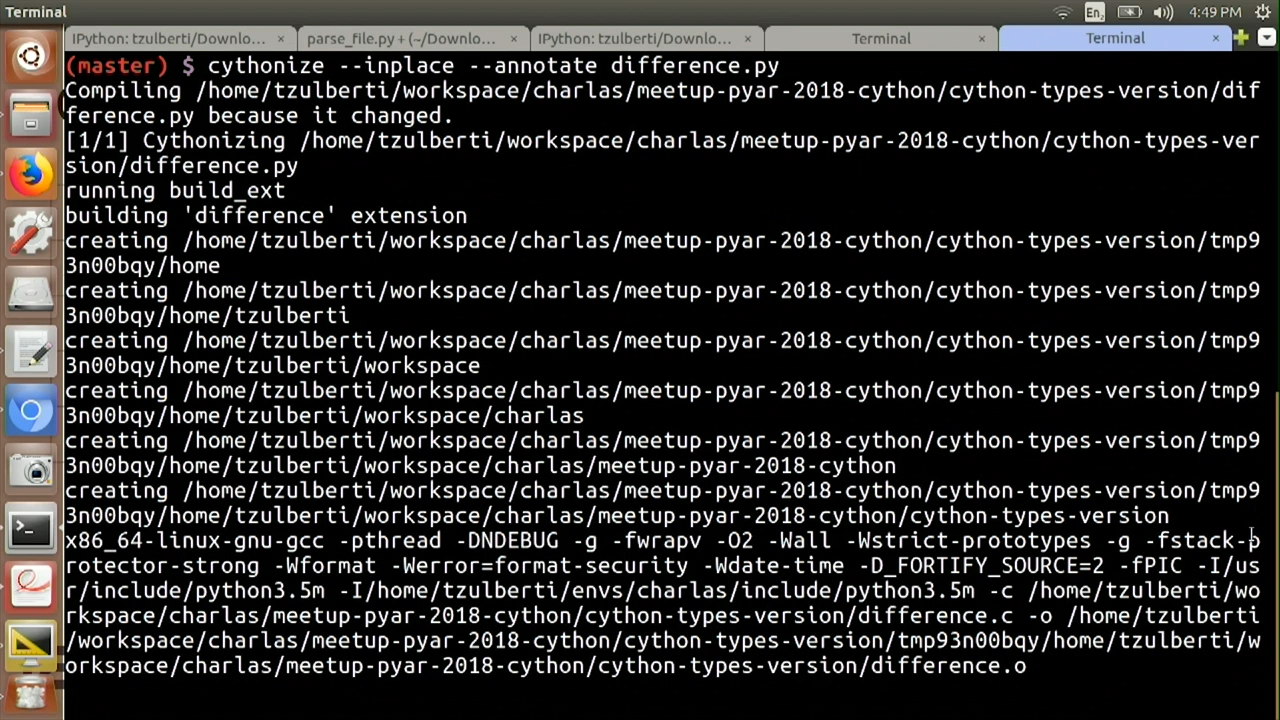 Terminal
En₂
4:49 PM
IPython: tzulberti/Downlo...
parse_file.py + (~/Downlo...
IPython: tzulberti/Downlo...
Terminal
Terminal
(master) $ cythonize --inplace --annotate difference.py
Compiling /home/tzulberti/workspace/charlas/meetup-pyar-2018-cython/cython-types-version/dif
ference.py because it changed.
[1/1] Cythonizing /home/tzulberti/workspace/charlas/meetup-pyar-2018-cython/cython-types-ver
sion/difference.py
running build_ext
building 'difference' extension
creating /home/tzulberti/workspace/charlas/meetup-pyar-2018-cython/cython-types-version/tmp9
3n00bqy/home
creating /home/tzulberti/workspace/charlas/meetup-pyar-2018-cython/cython-types-version/tmp9
3n00bqy/home/tzulberti
creating /home/tzulberti/workspace/charlas/meetup-pyar-2018-cython/cython-types-version/tmp9
3n00bqy/home/tzulberti/workspace
creating /home/tzulberti/workspace/charlas/meetup-pyar-2018-cython/cython-types-version/tmp9
3n00bqy/home/tzulberti/workspace/charlas
creating /home/tzulberti/workspace/charlas/meetup-pyar-2018-cython/cython-types-version/tmp9
3n00bqy/home/tzulberti/workspace/charlas/meetup-pyar-2018-cython
creating /home/tzulberti/workspace/charlas/meetup-pyar-2018-cython/cython-types-version/tmp9
3n00bqy/home/tzulberti/workspace/charlas/meetup-pyar-2018-cython/cython-types-version
x86_64-linux-gnu-gcc -pthread -DNDEBUG -g -fwrapv -O2 -Wall -Wstrict-prototypes -g -fstack-p
rotector-strong -Wformat -Werror=format-security -Wdate-time -D_FORTIFY_SOURCE=2 -fPIC -I/us
r/include/python3.5m -I/home/tzulberti/envs/charlas/include/python3.5m -c /home/tzulberti/wo
rkspace/charlas/meetup-pyar-2018-cython/cython-types-version/difference.c -o /home/tzulberti
/workspace/charlas/meetup-pyar-2018-cython/cython-types-version/tmp93n00bqy/home/tzulberti/w
orkspace/charlas/meetup-pyar-2018-cython/cython-types-version/difference.o